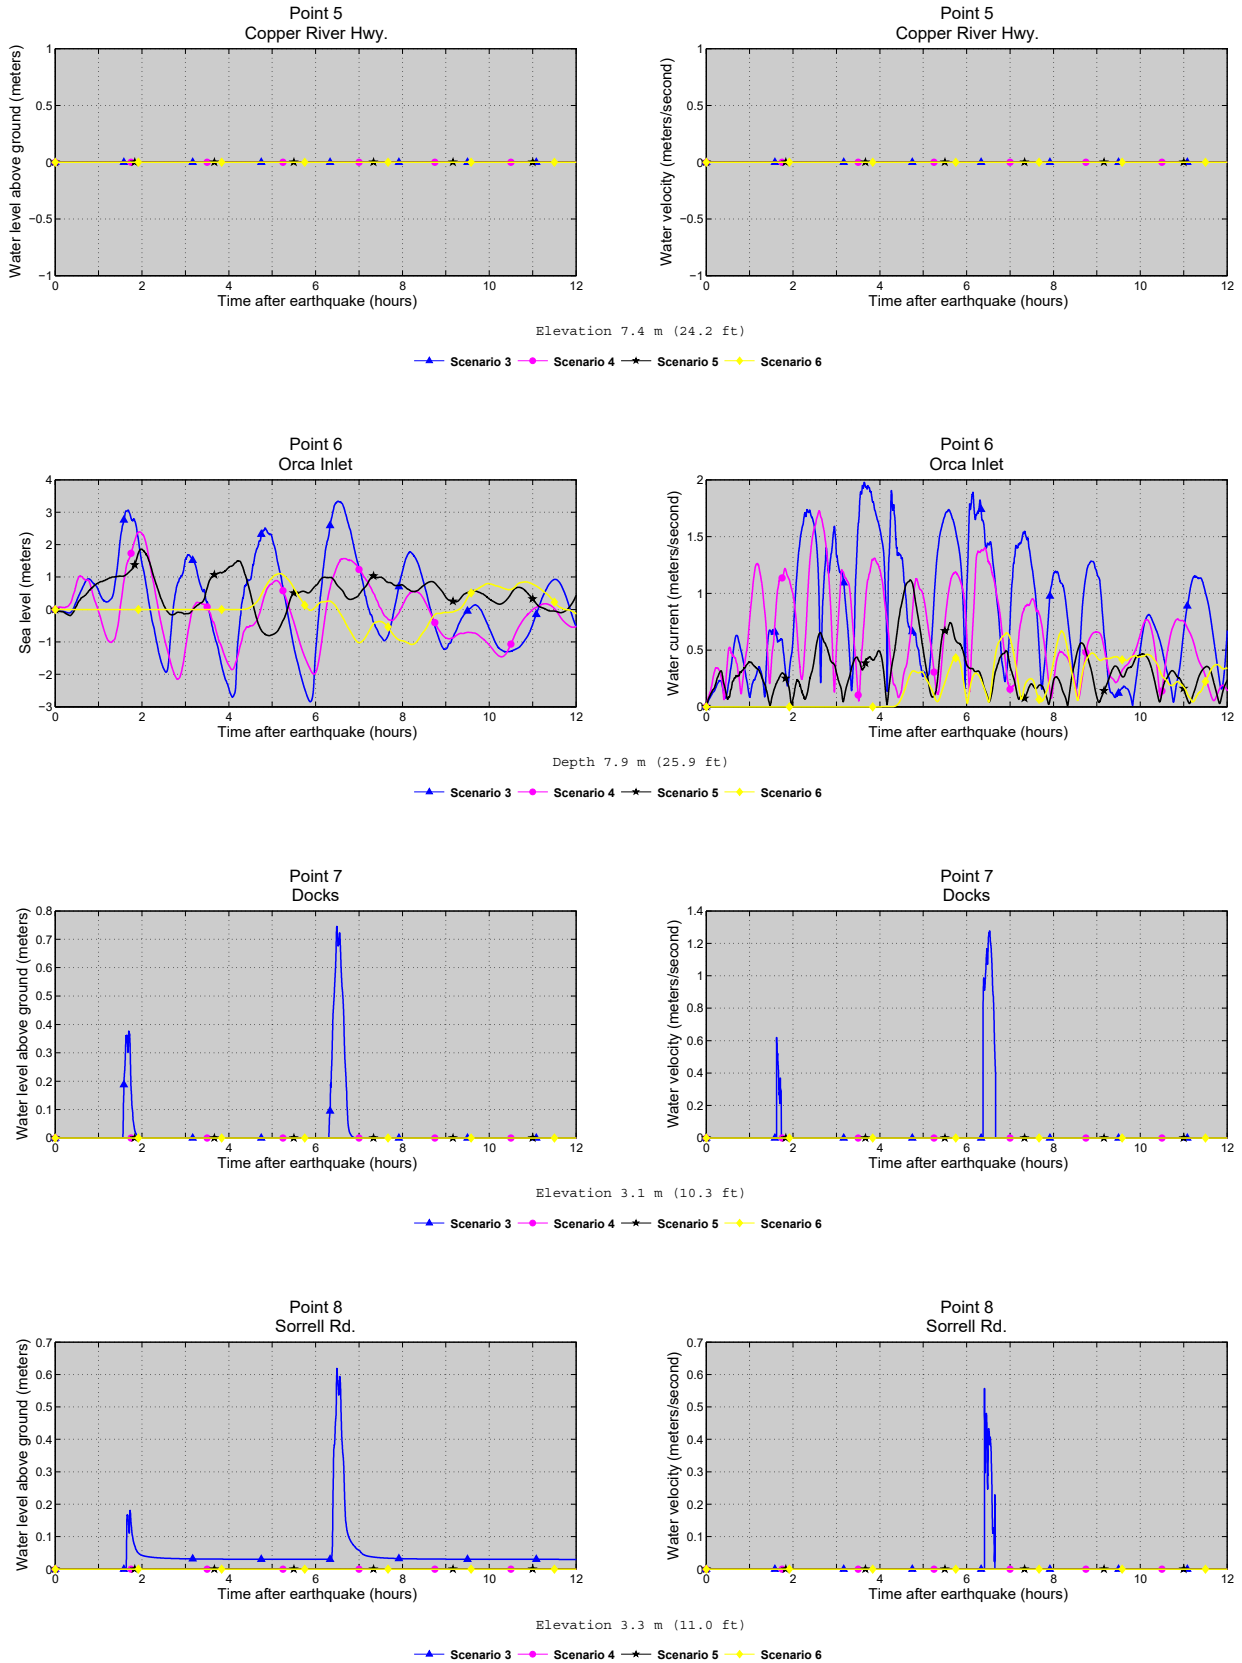 Point 5
Copper River Hwy.
Water level above ground (meters)
1
0.5
0
−0.5
−1
0 2 4 6 8 10 12
Time after earthquake (hours)
Point 5
Copper River Hwy.
Water velocity (meters/second)
1
0.5
0
−0.5
−1
0 2 4 6 8 10 12
Time after earthquake (hours)
Elevation 7.4 m (24.2 ft)
Scenario 3 Scenario 4 Scenario 5 Scenario 6
Point 6
Orca Inlet
Sea level (meters)
4
3
2
1
0
−1
−2
−3
0 2 4 6 8 10 12
Time after earthquake (hours)
Point 6
Orca Inlet
Water current (meters/second)
2
1.5
1
0.5
0
0 2 4 6 8 10 12
Time after earthquake (hours)
Depth 7.9 m (25.9 ft)
Scenario 3 Scenario 4 Scenario 5 Scenario 6
Point 7
Docks
Water level above ground (meters)
0.8
0.7
0.6
0.5
0.4
0.3
0.2
0.1
0
0 2 4 6 8 10 12
Time after earthquake (hours)
Point 7
Docks
Water velocity (meters/second)
1.4
1.2
1
0.8
0.6
0.4
0.2
0
0 2 4 6 8 10 12
Time after earthquake (hours)
Elevation 3.1 m (10.3 ft)
Scenario 3 Scenario 4 Scenario 5 Scenario 6
Point 8
Sorrell Rd.
Water level above ground (meters)
0.7
0.6
0.5
0.4
0.3
0.2
0.1
0
0 2 4 6 8 10 12
Time after earthquake (hours)
Point 8
Sorrell Rd.
Water velocity (meters/second)
0.7
0.6
0.5
0.4
0.3
0.2
0.1
0
0 2 4 6 8 10 12
Time after earthquake (hours)
Elevation 3.3 m (11.0 ft)
Scenario 3 Scenario 4 Scenario 5 Scenario 6